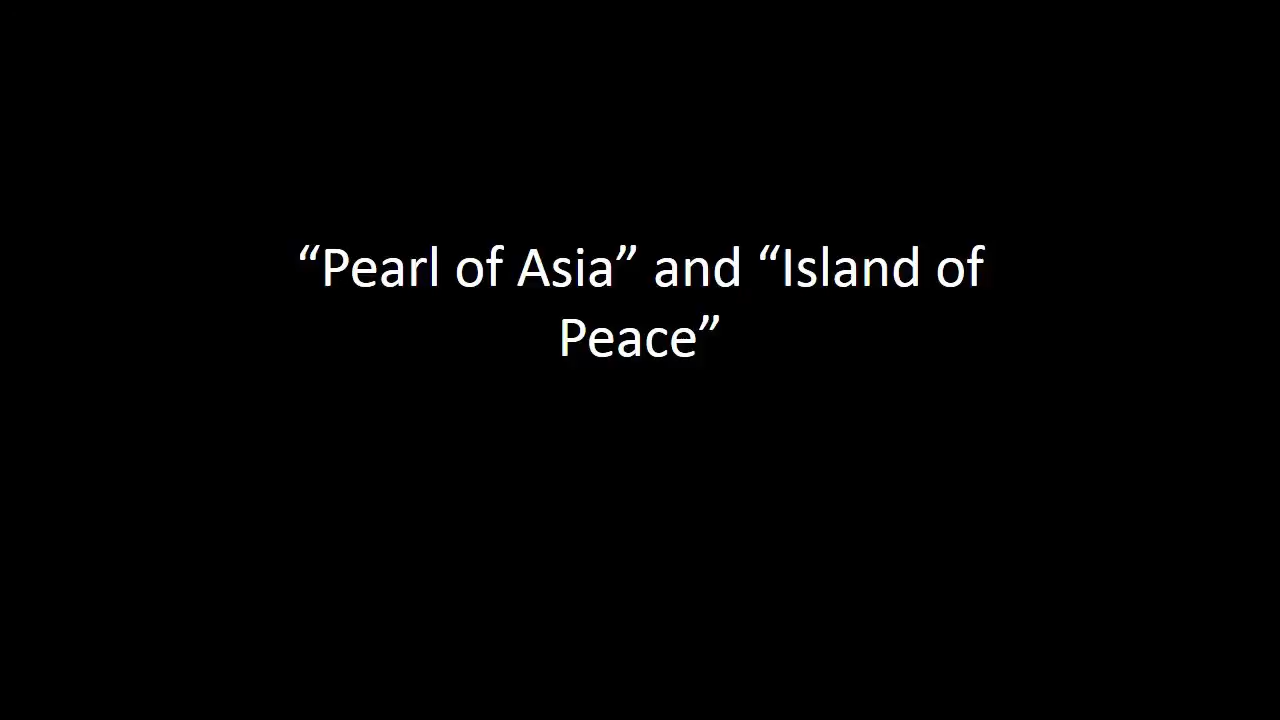 “Pearl of Asia” and “Island of
Peace”